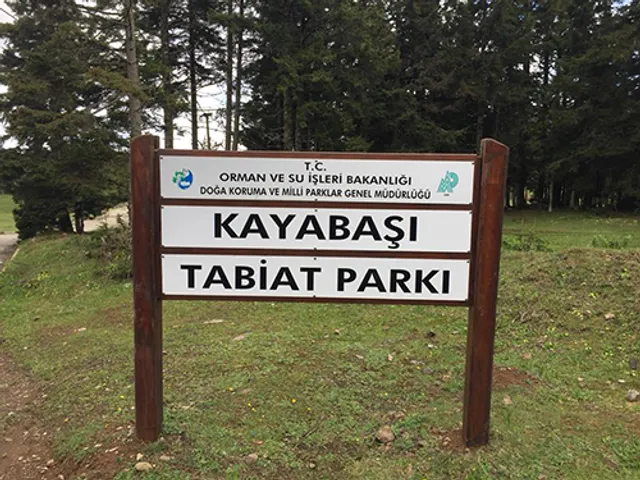 T.C.
ORMAN VE SU İŞLERİ BAKANLIĞI
DOĞA KORUMA VE MİLLİ PARKLAR GENEL MÜDÜRLÜĞÜ
KAYABAŞI
TABİAT PARKI